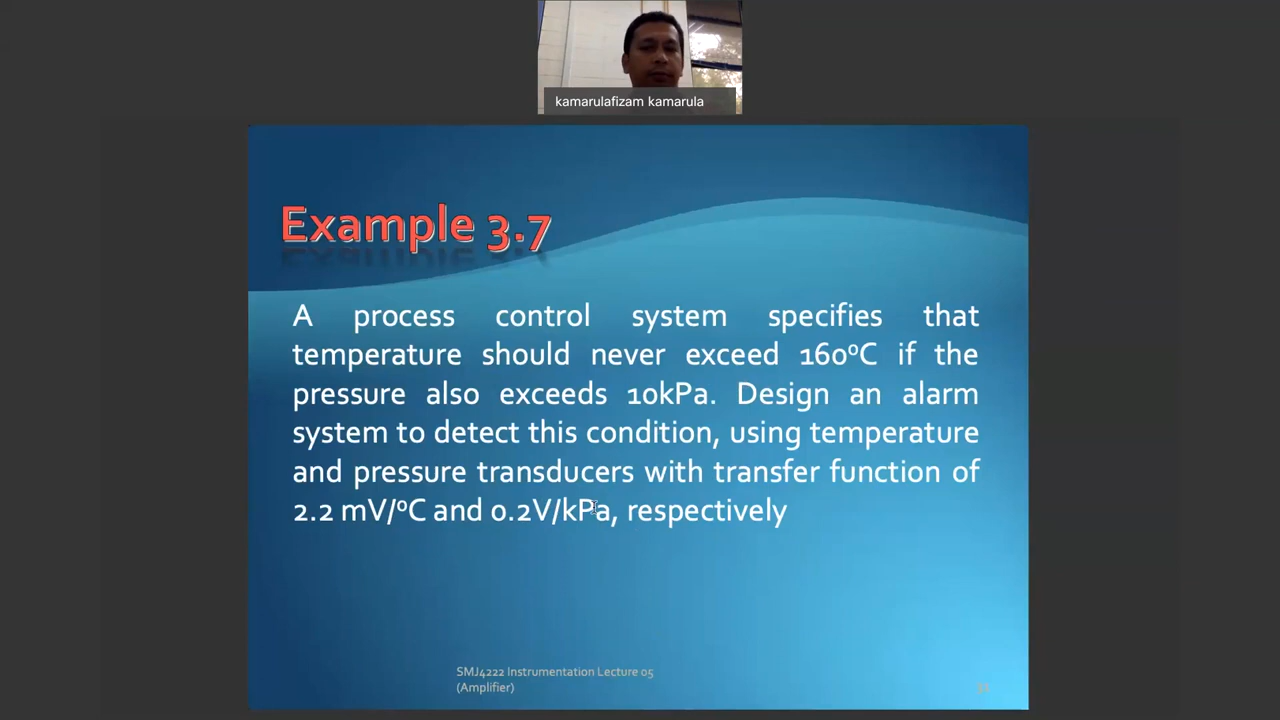 kamarulafizam kamarula
Example 3.7
A process control system specifies that
temperature should never exceed 160ºC if the
pressure also exceeds 10kPa. Design an alarm
system to detect this condition, using temperature
and pressure transducers with transfer function of
2.2 mV/ºC and 0.2V/kPa, respectively
SMJ4222 Instrumentation Lecture 05
(Amplifier)